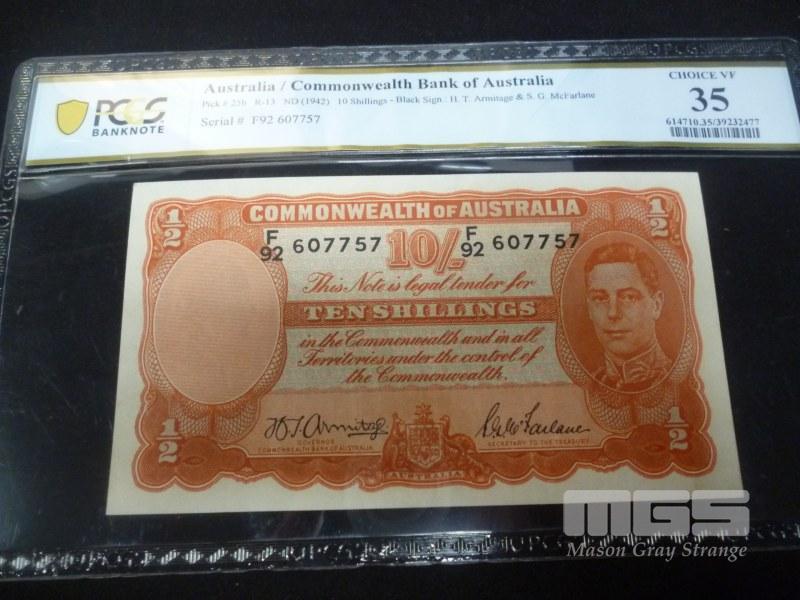 Australia / Commonwealth Bank of Australia
Pick # 25b R-13 ND (1942) 10 Shillings - Black Sign.: H. T. Armitage & S. G. McFarlane
Serial # F92 607757
CHOICE VF
35
614710.35/39232477
PCGS
BANKNOTE
COMMONWEALTH OF AUSTRALIA
1/2
1/2
F
92 607757
10/-
F
92 607757
This Note is legal tender for
TEN SHILLINGS
in the Commonwealth and in all
Territories under the control of
the Commonwealth.
H.T. Armitage
GOVERNOR
COMMONWEALTH BANK OF AUSTRALIA
S.G. McFarlane
SECRETARY TO THE TREASURY
1/2
1/2
AUSTRALIA
MGS
Mason Gray Strange